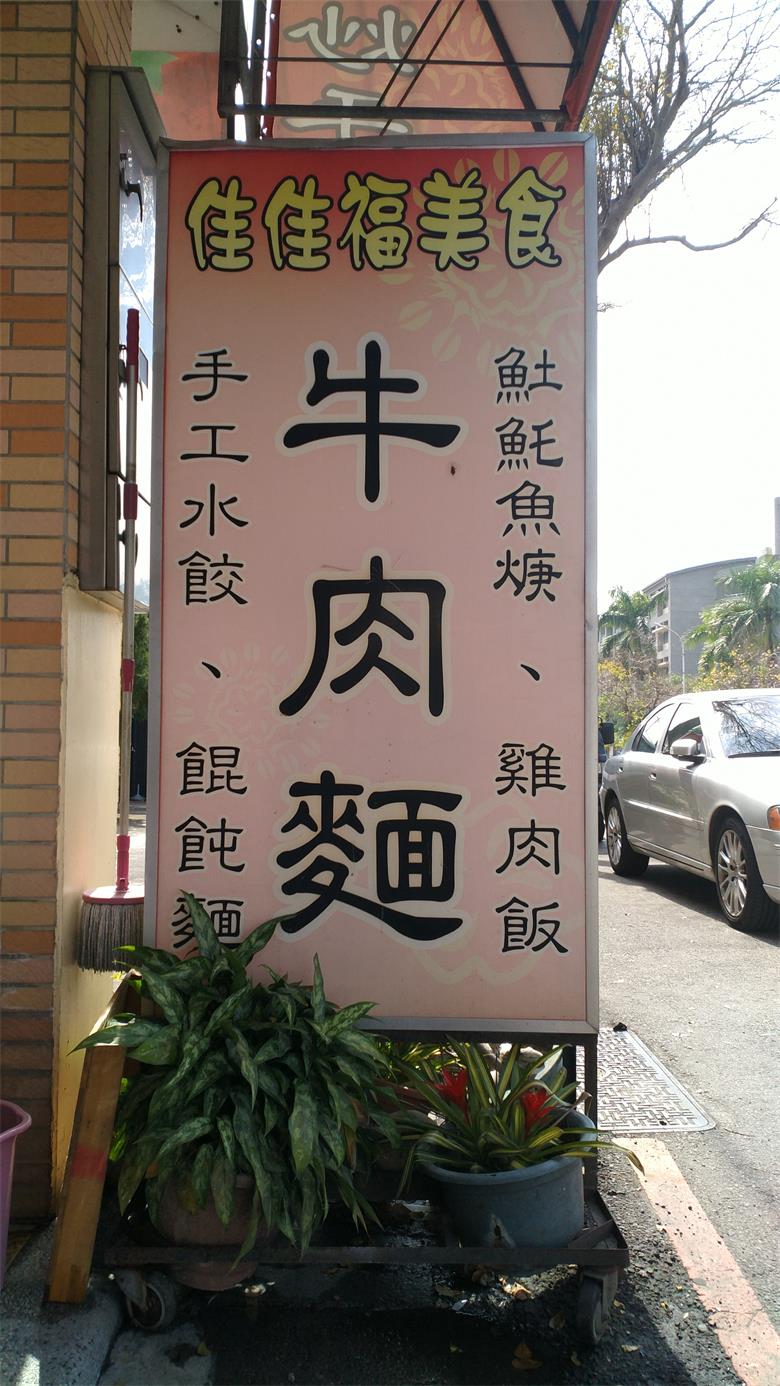 炒
佳佳福美食
魠魠魚焿、雞肉飯
牛肉麵
手工水餃、餛飩麵